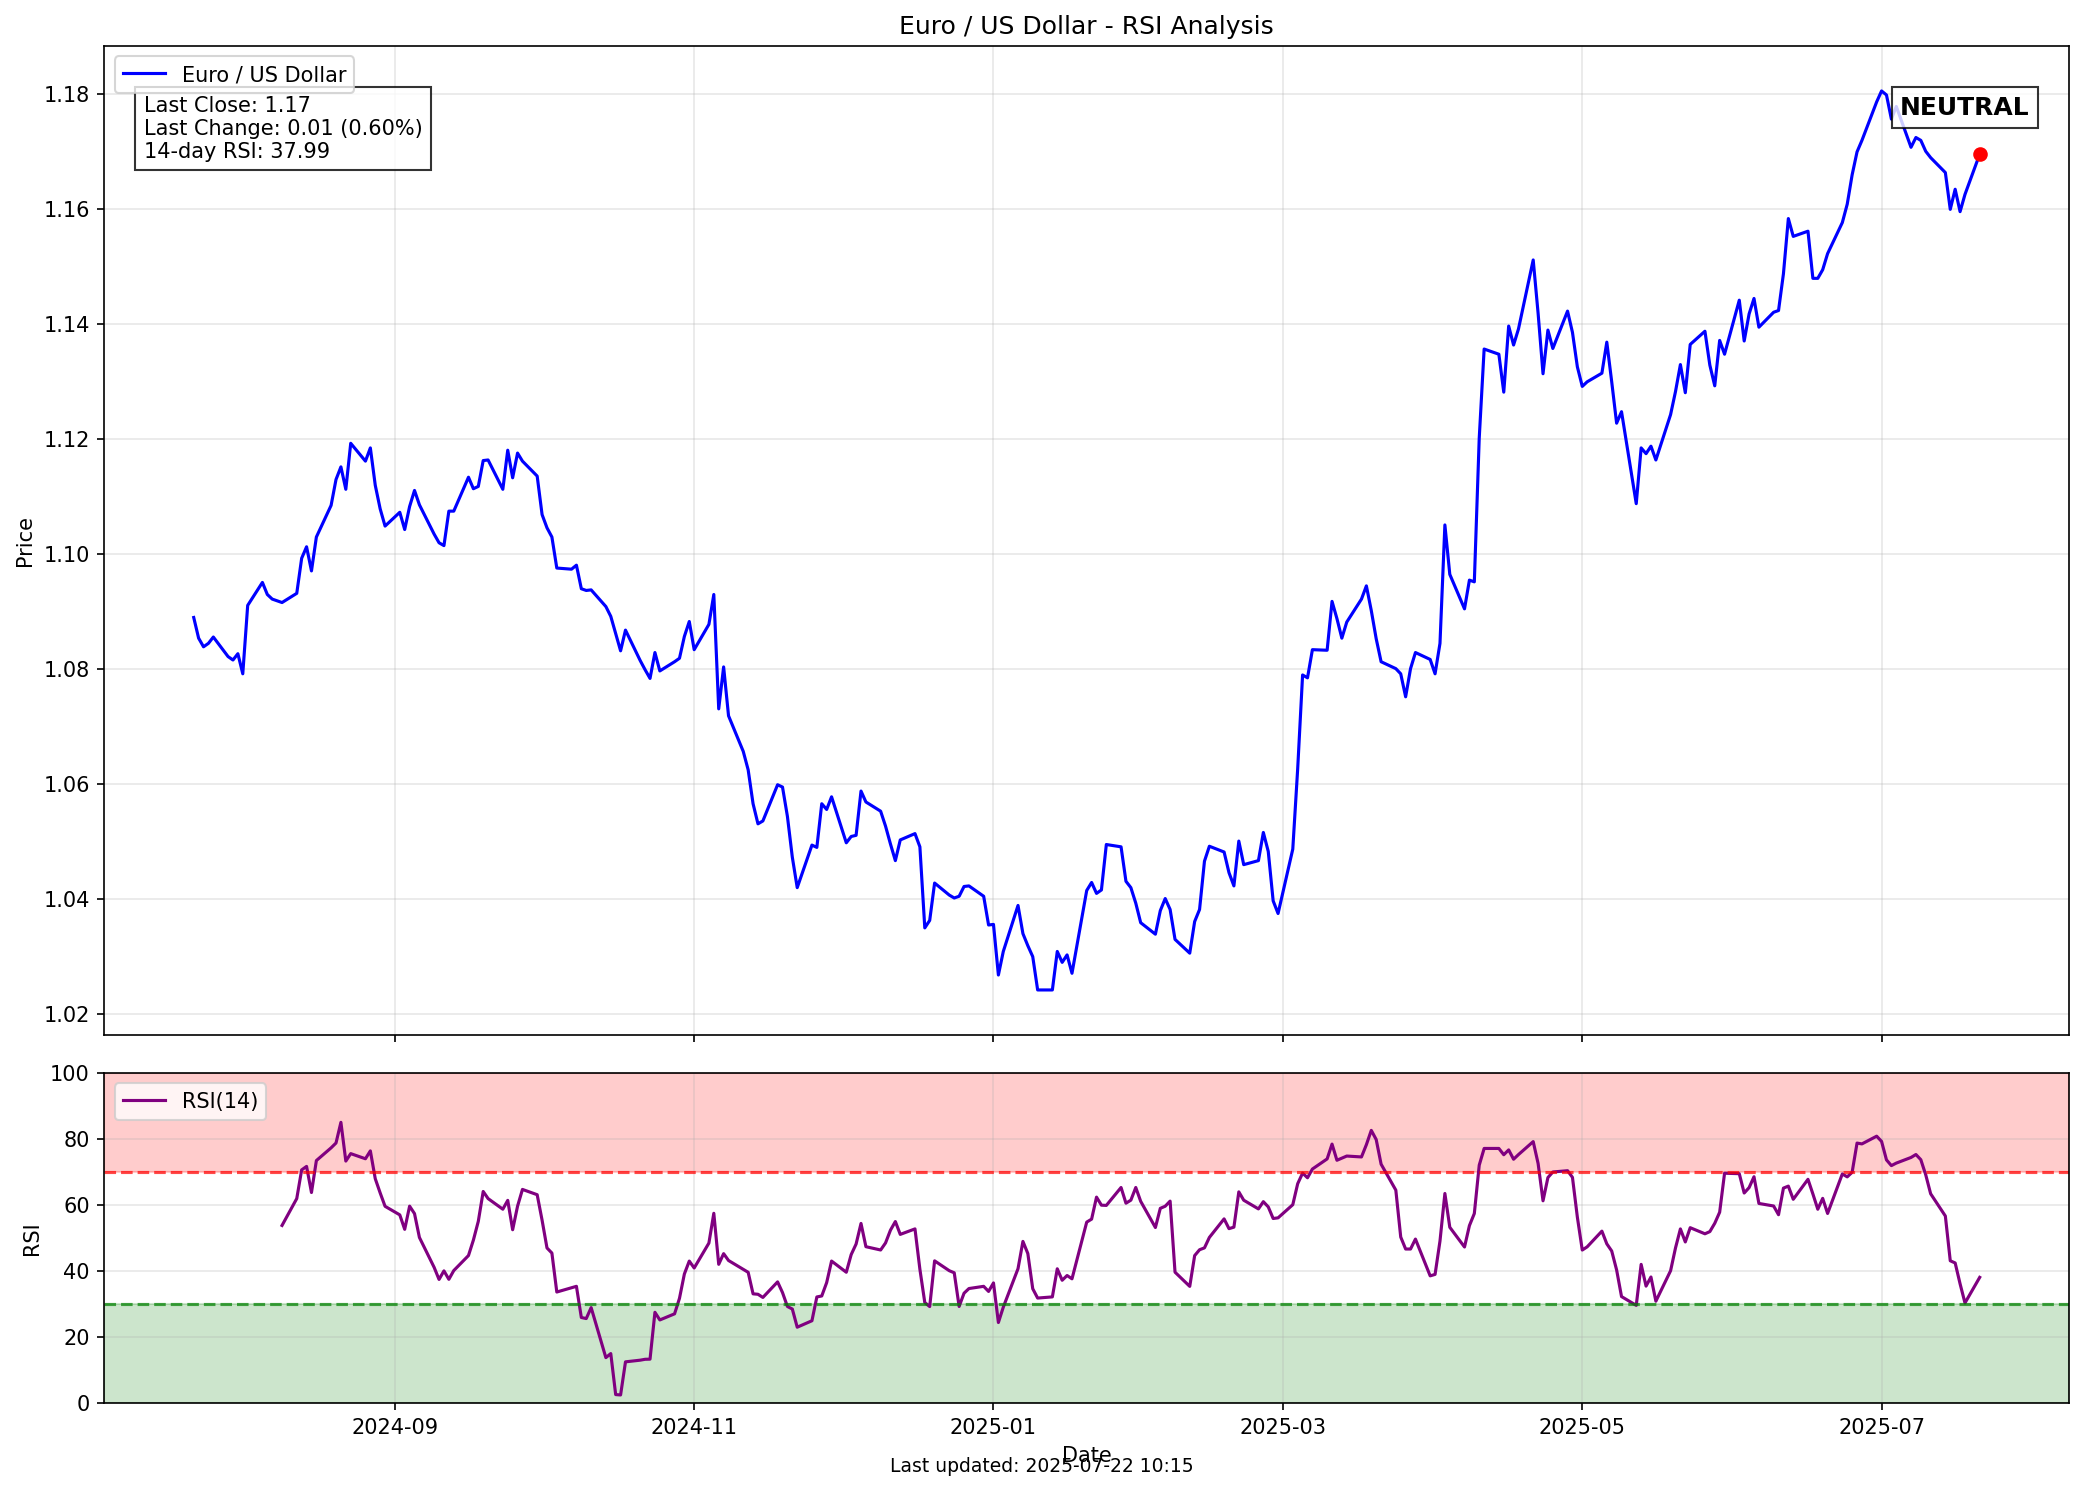 Euro / US Dollar - RSI Analysis
Euro / US Dollar
Last Close: 1.17
Last Change: 0.01 (0.60%)
14-day RSI: 37.99
NEUTRAL
Price
1.18
1.16
1.14
1.12
1.10
1.08
1.06
1.04
1.02
RSI(14)
RSI
100
80
60
40
20
0
2024-09
2024-11
2025-01
2025-03
2025-05
2025-07
Date
Last updated: 2025-07-22 10:15